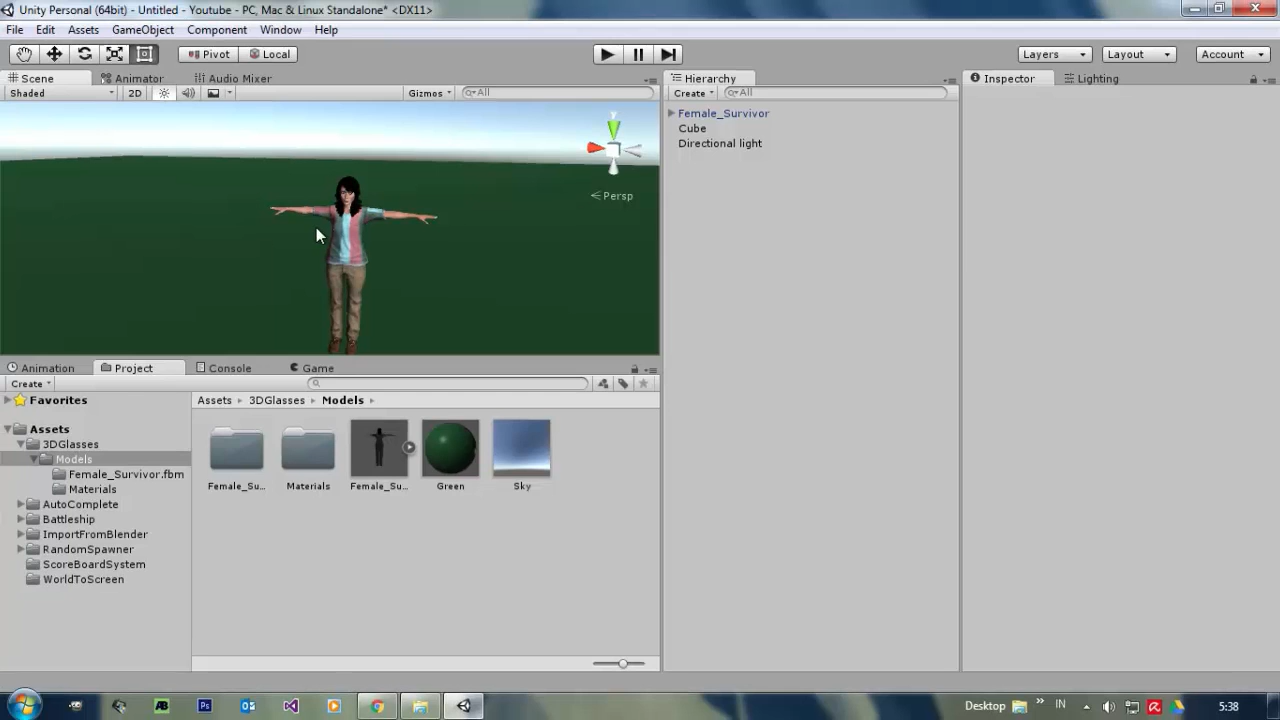 Unity Personal (64bit) - Untitled - Youtube - PC, Mac & Linux Standalone* <DX11>
File Edit Assets GameObject Component Window Help
Pivot Local Layers Layout Account
Scene Animator Audio Mixer
Shaded 2D Gizmos All
y
Persp
Hierarchy
Create All
Female_Survivor
Cube
Directional light
Inspector Lighting
Animation Project Console Game
Create
Favorites
Assets
3DGlasses
Models
Female_Survivor.fbm
Materials
AutoComplete
Battleship
ImportFromBlender
RandomSpawner
ScoreBoardSystem
WorldToScreen
Assets 3DGlasses Models
Female_Su... Materials Female_Su... Green Sky
AB Ps Desktop IN 5:38